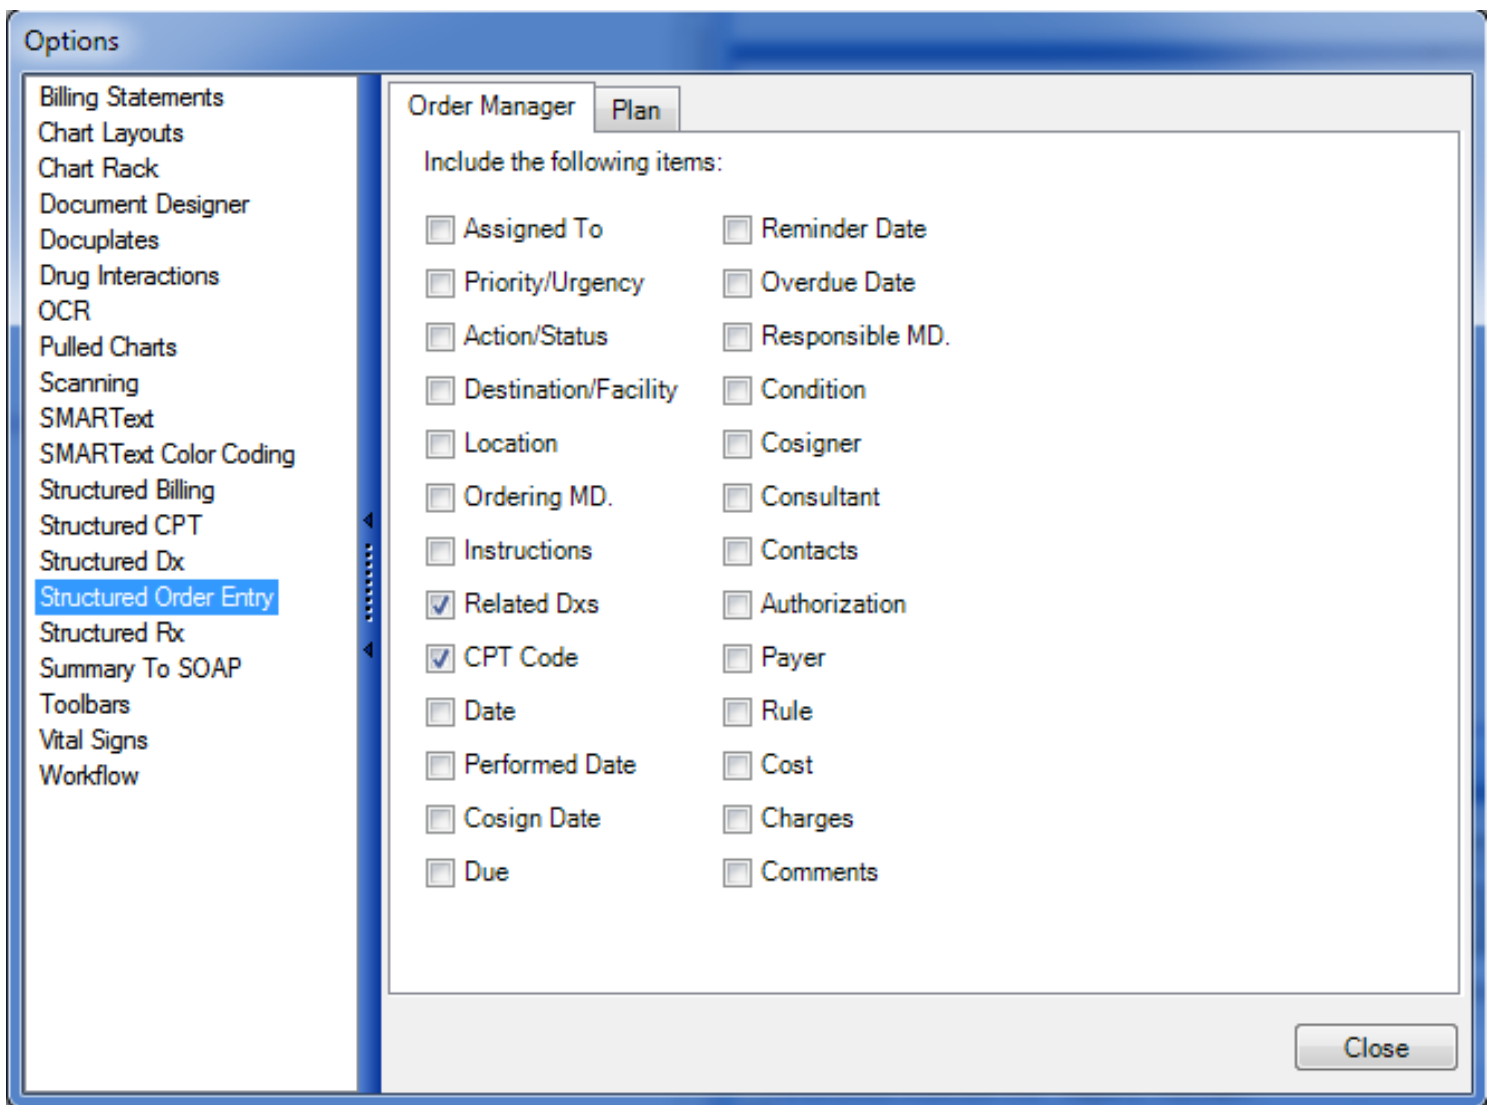 Options
Billing Statements
Chart Layouts
Chart Rack
Document Designer
Docuplates
Drug Interactions
OCR
Pulled Charts
Scanning
SMARText
SMARText Color Coding
Structured Billing
Structured CPT
Structured Dx
Structured Order Entry
Structured Rx
Summary To SOAP
Toolbars
Vital Signs
Workflow
Order Manager
Plan
Include the following items:
Assigned To
Priority/Urgency
Action/Status
Destination/Facility
Location
Ordering MD.
Instructions
Related Dxs
CPT Code
Date
Performed Date
Cosign Date
Due
Reminder Date
Overdue Date
Responsible MD.
Condition
Cosigner
Consultant
Contacts
Authorization
Payer
Rule
Cost
Charges
Comments
Close